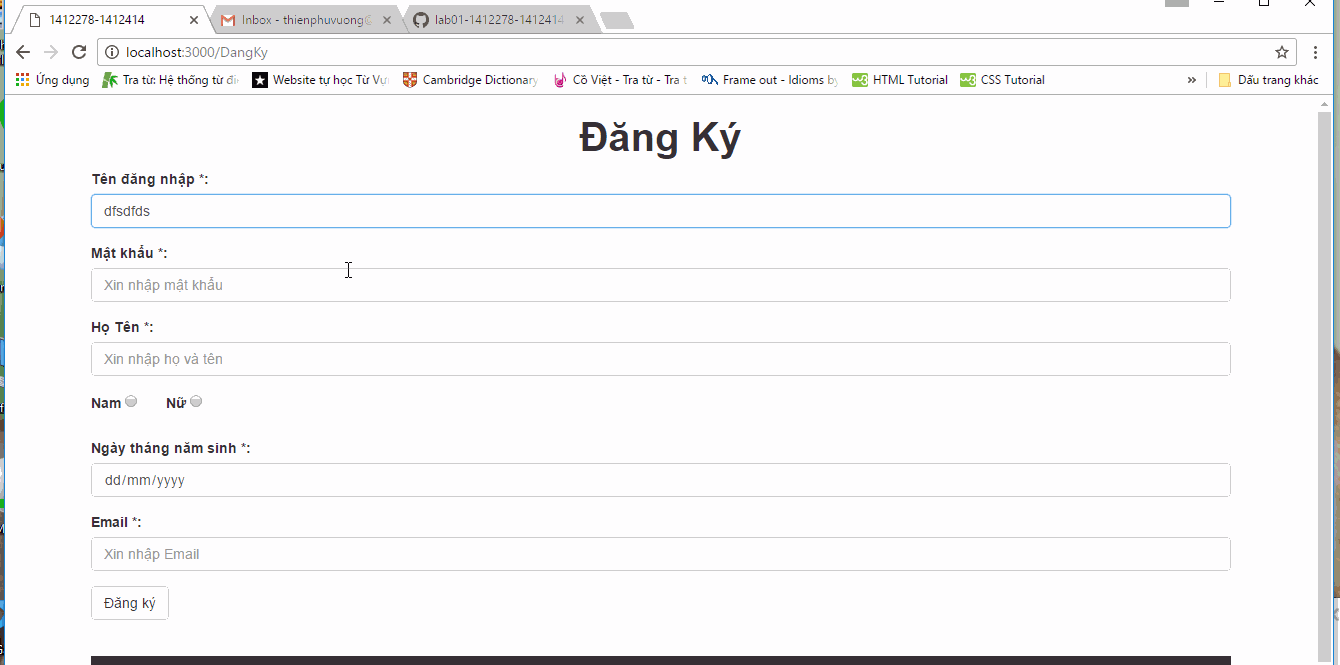 1412278-1412414
Inbox - thienphuvuong@
lab01-1412278-1412414
localhost:3000/DangKy
Ứng dụng
Tra từ: Hệ thống từ đi
Website tự học Từ Vự
Cambridge Dictionary
Cồ Việt - Tra từ - Tra t
Frame out - Idioms by
HTML Tutorial
CSS Tutorial
»
Dấu trang khác
Đăng Ký
Tên đăng nhập *:
dfsdfds
Mật khẩu *:
Xin nhập mật khẩu
Họ Tên *:
Xin nhập họ và tên
Nam Nữ
Ngày tháng năm sinh *:
dd/mm/yyyy
Email *:
Xin nhập Email
Đăng ký